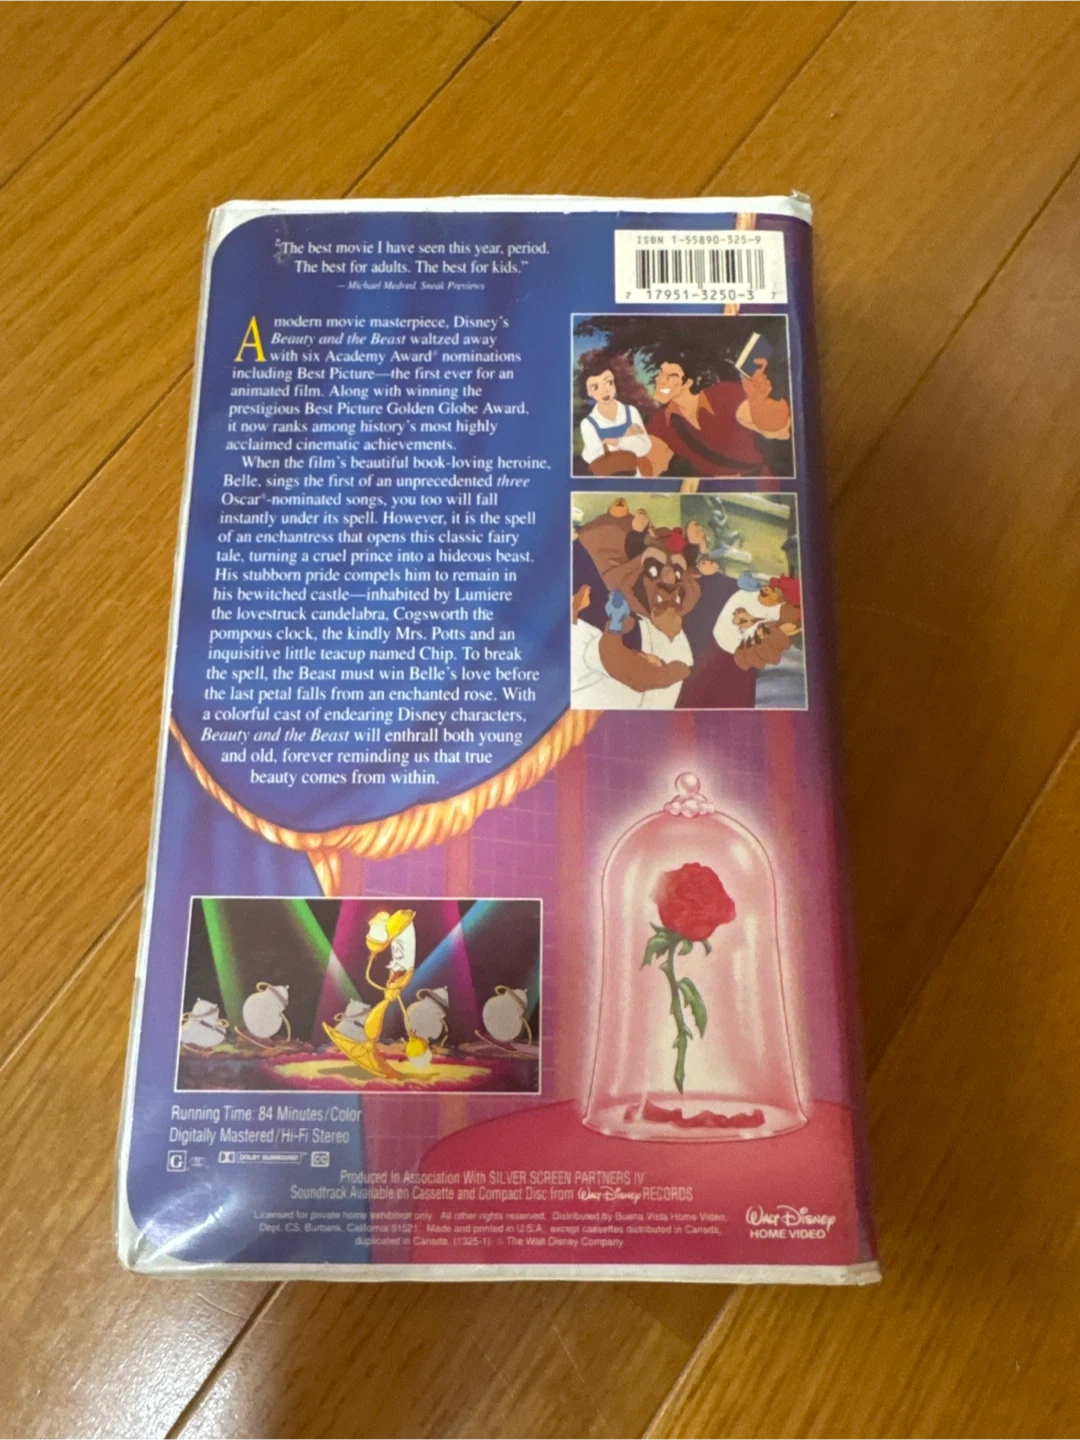 "The best movie I have seen this year, period.
The best for adults. The best for kids."
— Michael Medved, Sneak Previews
ISBN 1-55890-325-9
7 17951-3250-3 7
A modern movie masterpiece, Disney's
Beauty and the Beast waltzed away
with six Academy Award® nominations
including Best Picture—the first ever for an
animated film. Along with winning the
prestigious Best Picture Golden Globe Award,
it now ranks among history's most highly
acclaimed cinematic achievements.
When the film's beautiful book-loving heroine,
Belle, sings the first of an unprecedented three
Oscar®-nominated songs, you too will fall
instantly under its spell. However, it is the spell
of an enchantress that opens this classic fairy
tale, turning a cruel prince into a hideous beast.
His stubborn pride compels him to remain in
his bewitched castle—inhabited by Lumiere
the lovestruck candelabra, Cogsworth the
pompous clock, the kindly Mrs. Potts and an
inquisitive little teacup named Chip. To break
the spell, the Beast must win Belle's love before
the last petal falls from an enchanted rose. With
a colorful cast of endearing Disney characters,
Beauty and the Beast will enthrall both young
and old, forever reminding us that true
beauty comes from within.
Running Time: 84 Minutes/Color
Digitally Mastered/Hi-Fi Stereo
G DOLBY SURROUND CC
Produced In Association With SILVER SCREEN PARTNERS IV
Soundtrack Available on Cassette and Compact Disc from Walt Disney RECORDS
Licensed for private home exhibition only. All other rights reserved. Distributed by Buena Vista Home Video,
Dept. CS, Burbank, California 91521. Made and printed in U.S.A. except cassettes distributed in Canada,
duplicated in Canada. (1325-1) © The Walt Disney Company
Walt Disney
HOME VIDEO